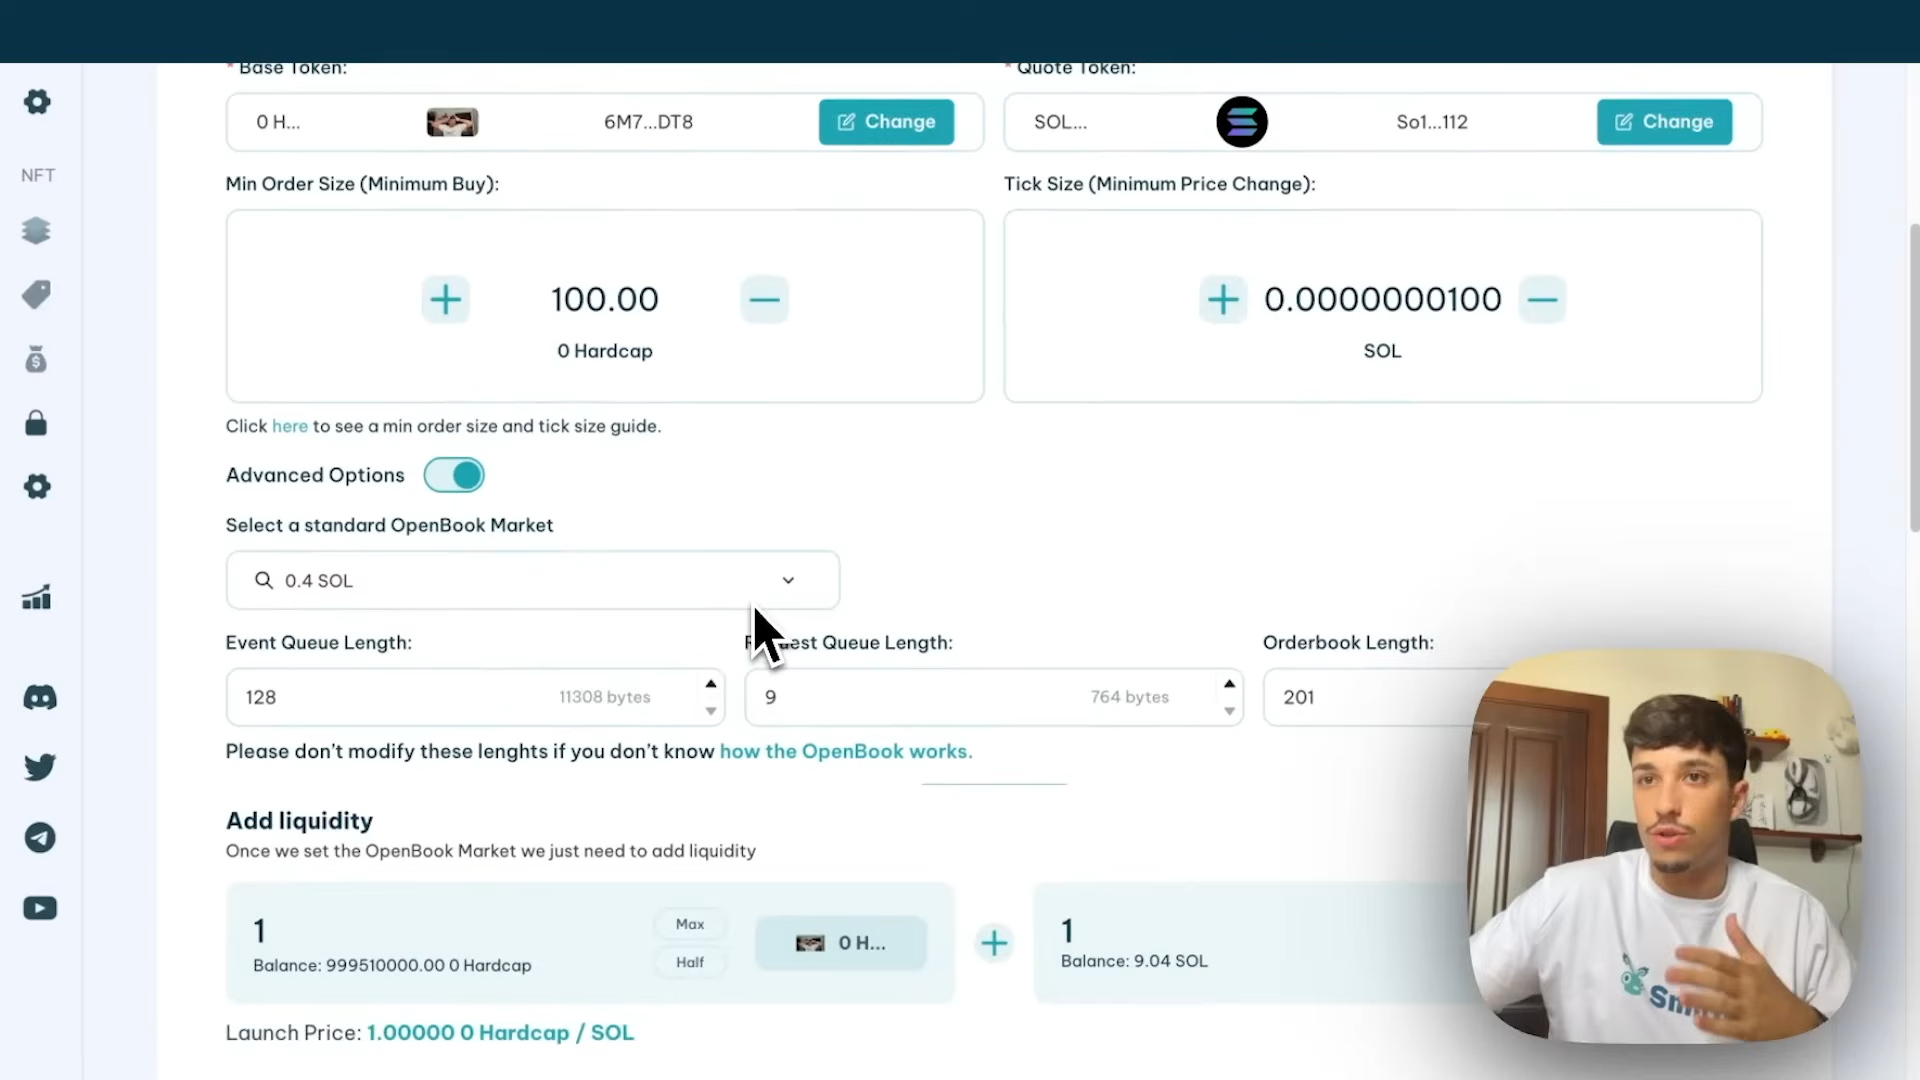 * Base Token:
* Quote Token:
0 H...
6M7...DT8
Change
SOL...
So1...112
Change
NFT
Min Order Size (Minimum Buy):
Tick Size (Minimum Price Change):
100.00
0.0000000100
0 Hardcap
SOL
Click here to see a min order size and tick size guide.
Advanced Options
Select a standard OpenBook Market
0.4 SOL
Event Queue Length:
Queue Length:
Orderbook Length:
128
11308 bytes
9
764 bytes
201
Please don't modify these lenghts if you don't know how the OpenBook works.
Add liquidity
Once we set the OpenBook Market we just need to add liquidity
1
Max
0 H...
1
Balance: 999510000.00 0 Hardcap
Half
Balance: 9.04 SOL
Launch Price: 1.00000 0 Hardcap / SOL